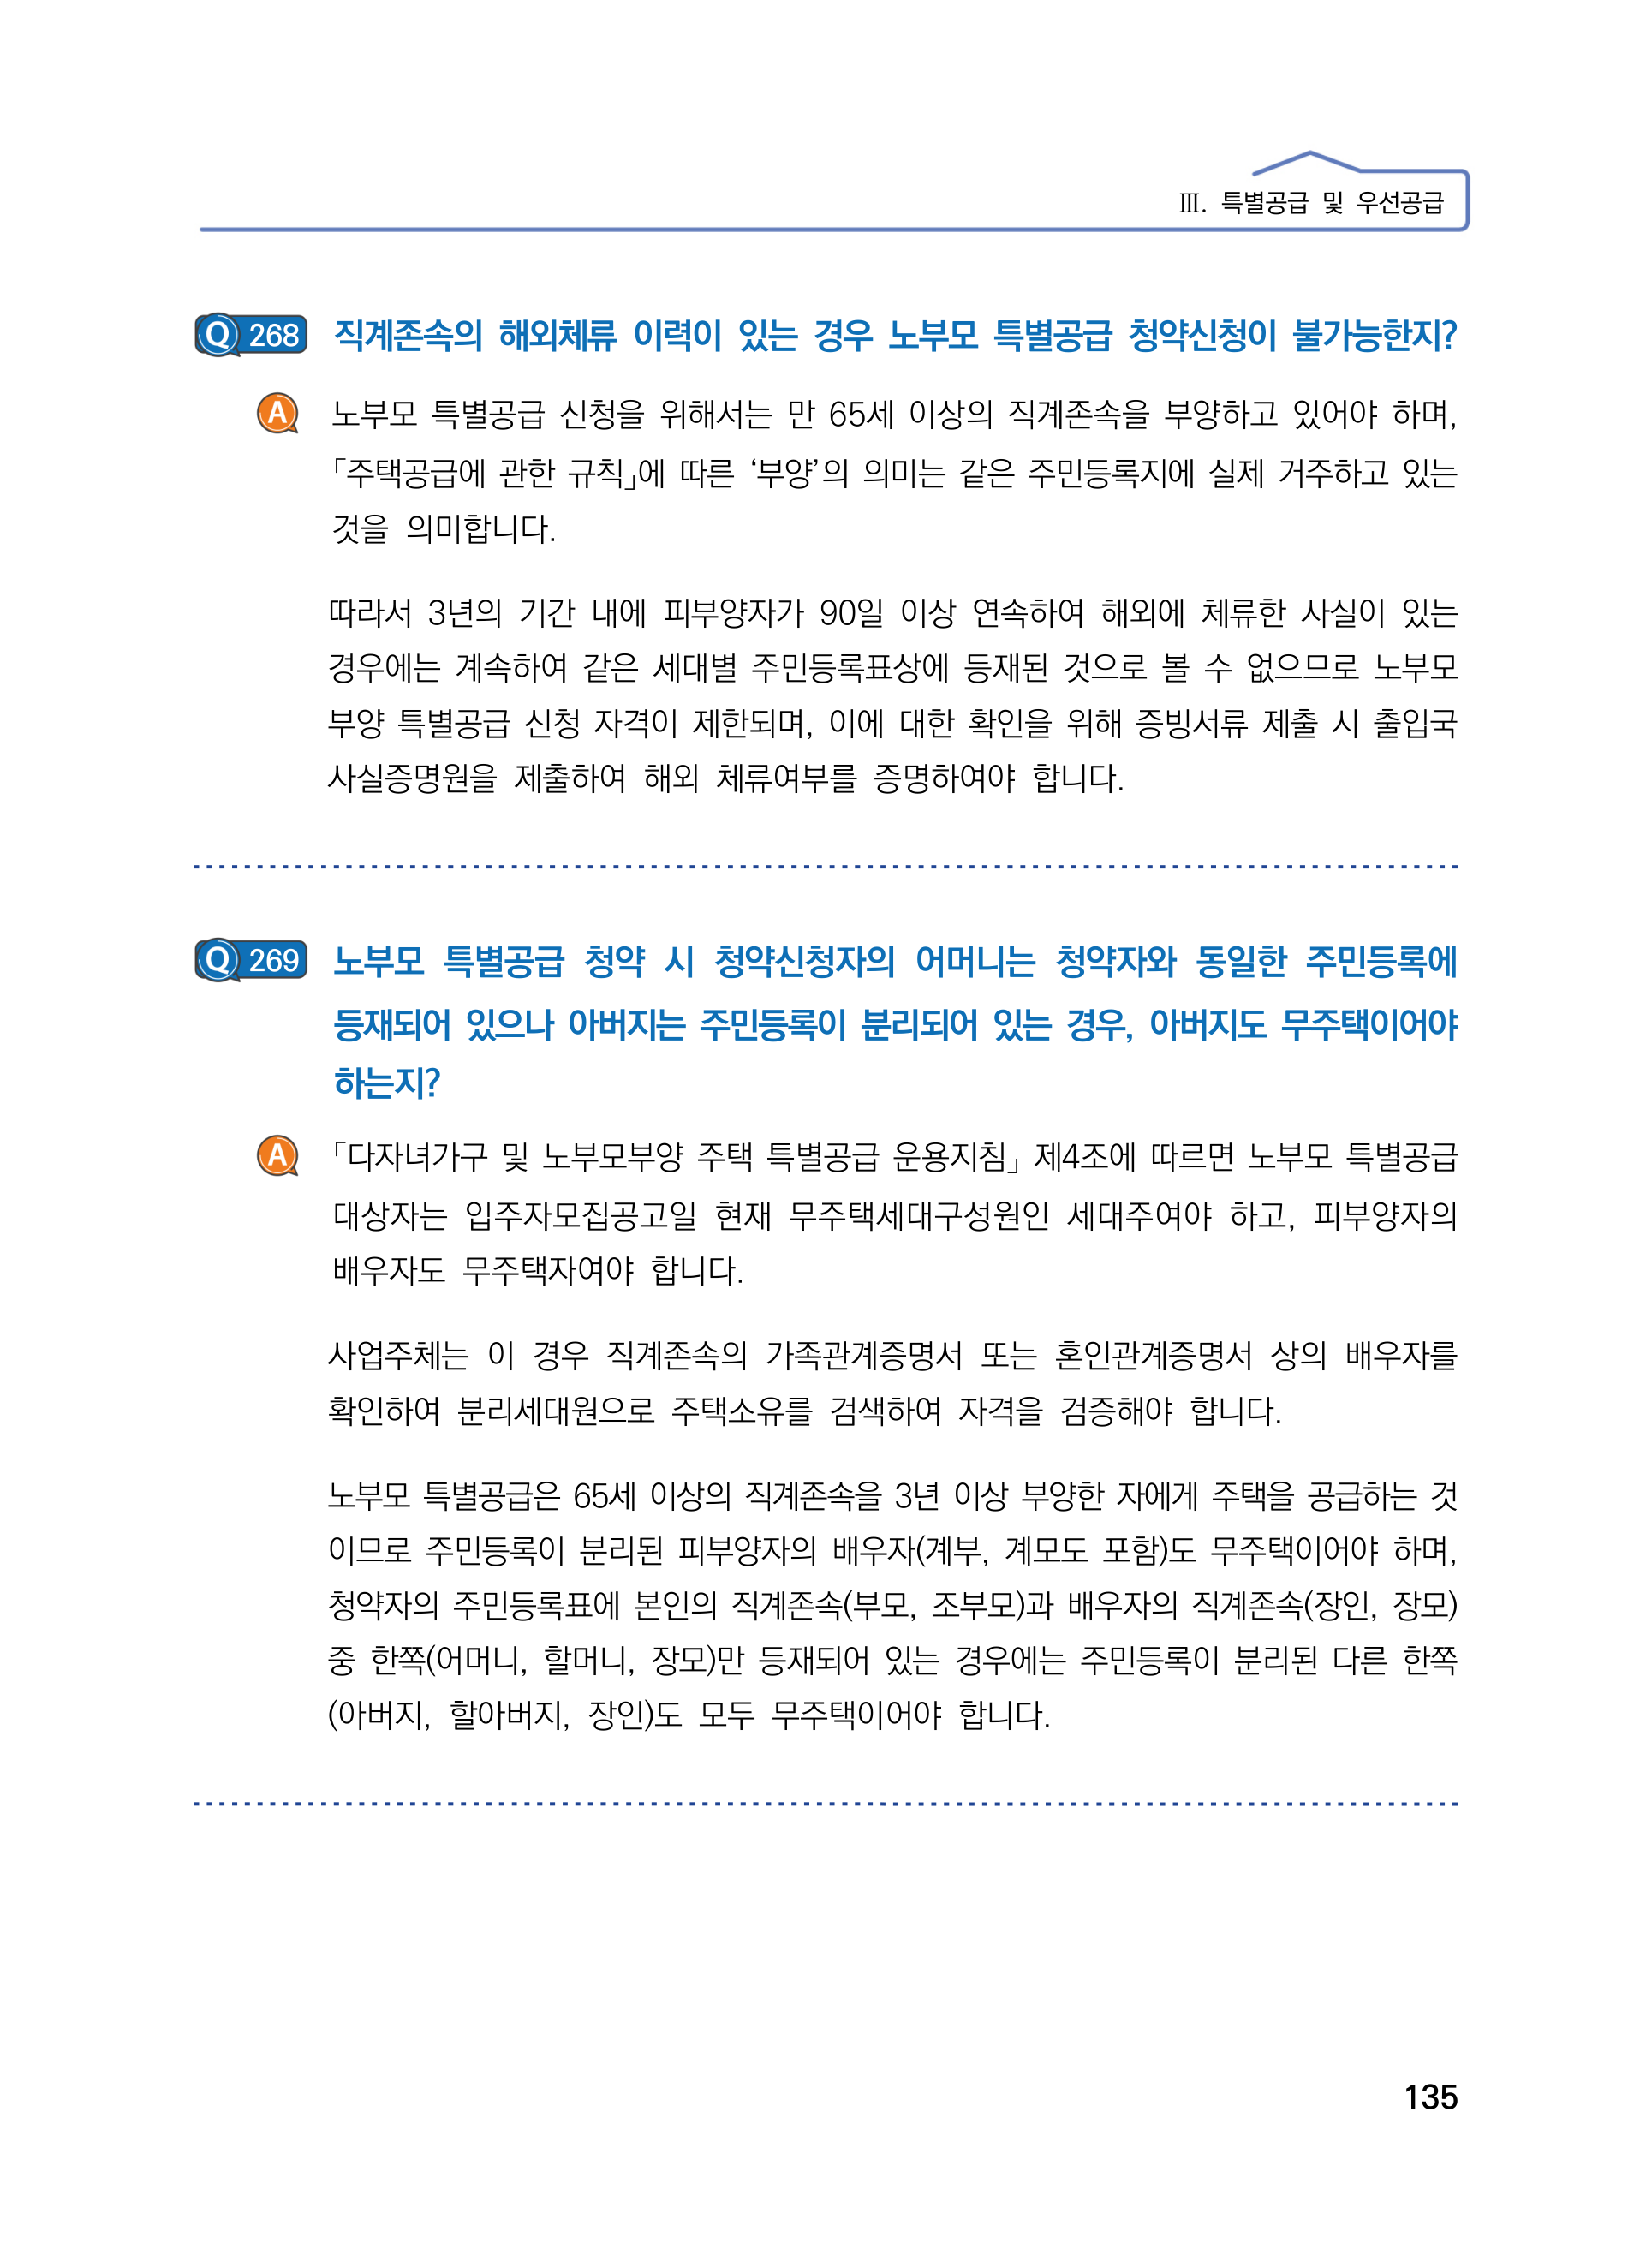 Ⅲ. 특별공급 및 우선공급
Q 268 직계존속의 해외체류 이력이 있는 경우 노부모 특별공급 청약신청이 불가능한지?
A 노부모 특별공급 신청을 위해서는 만 65세 이상의 직계존속을 부양하고 있어야 하며,
「주택공급에 관한 규칙」에 따른 ‘부양’의 의미는 같은 주민등록지에 실제 거주하고 있는
것을 의미합니다.
따라서 3년의 기간 내에 피부양자가 90일 이상 연속하여 해외에 체류한 사실이 있는
경우에는 계속하여 같은 세대별 주민등록표상에 등재된 것으로 볼 수 없으므로 노부모
부양 특별공급 신청 자격이 제한되며, 이에 대한 확인을 위해 증빙서류 제출 시 출입국
사실증명원을 제출하여 해외 체류여부를 증명하여야 합니다.
Q 269 노부모 특별공급 청약 시 청약신청자의 어머니는 청약자와 동일한 주민등록에
등재되어 있으나 아버지는 주민등록이 분리되어 있는 경우, 아버지도 무주택이어야
하는지?
A 「다자녀가구 및 노부모부양 주택 특별공급 운용지침」 제4조에 따르면 노부모 특별공급
대상자는 입주자모집공고일 현재 무주택세대구성원인 세대주여야 하고, 피부양자의
배우자도 무주택자여야 합니다.
사업주체는 이 경우 직계존속의 가족관계증명서 또는 혼인관계증명서 상의 배우자를
확인하여 분리세대원으로 주택소유를 검색하여 자격을 검증해야 합니다.
노부모 특별공급은 65세 이상의 직계존속을 3년 이상 부양한 자에게 주택을 공급하는 것
이므로 주민등록이 분리된 피부양자의 배우자(계부, 계모도 포함)도 무주택이어야 하며,
청약자의 주민등록표에 본인의 직계존속(부모, 조부모)과 배우자의 직계존속(장인, 장모)
중 한쪽(어머니, 할머니, 장모)만 등재되어 있는 경우에는 주민등록이 분리된 다른 한쪽
(아버지, 할아버지, 장인)도 모두 무주택이어야 합니다.
135